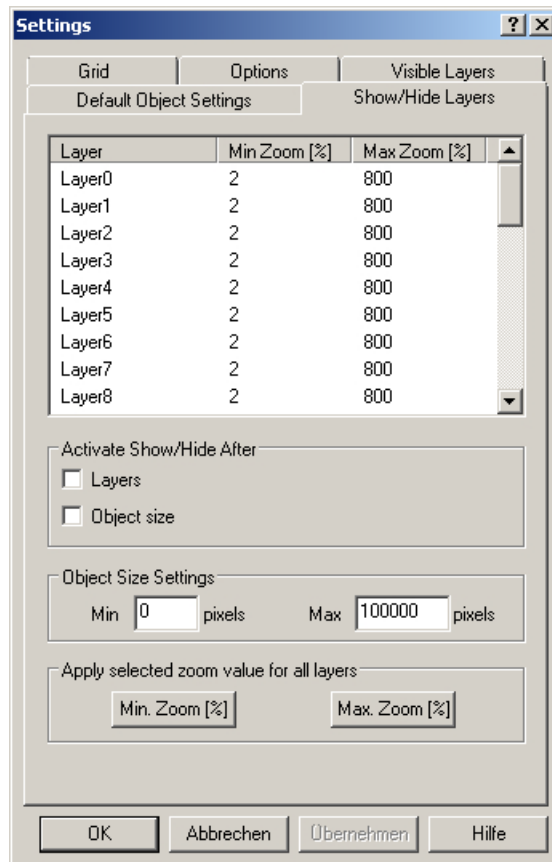 Settings
Grid Options Visible Layers
Default Object Settings Show/Hide Layers
Layer Min Zoom [%] Max Zoom [%]
Layer0 2 800
Layer1 2 800
Layer2 2 800
Layer3 2 800
Layer4 2 800
Layer5 2 800
Layer6 2 800
Layer7 2 800
Layer8 2 800
Activate Show/Hide After
Layers
Object size
Object Size Settings
Min 0 pixels Max 100000 pixels
Apply selected zoom value for all layers
Min. Zoom [%] Max. Zoom [%]
OK Abbrechen Übernehmen Hilfe